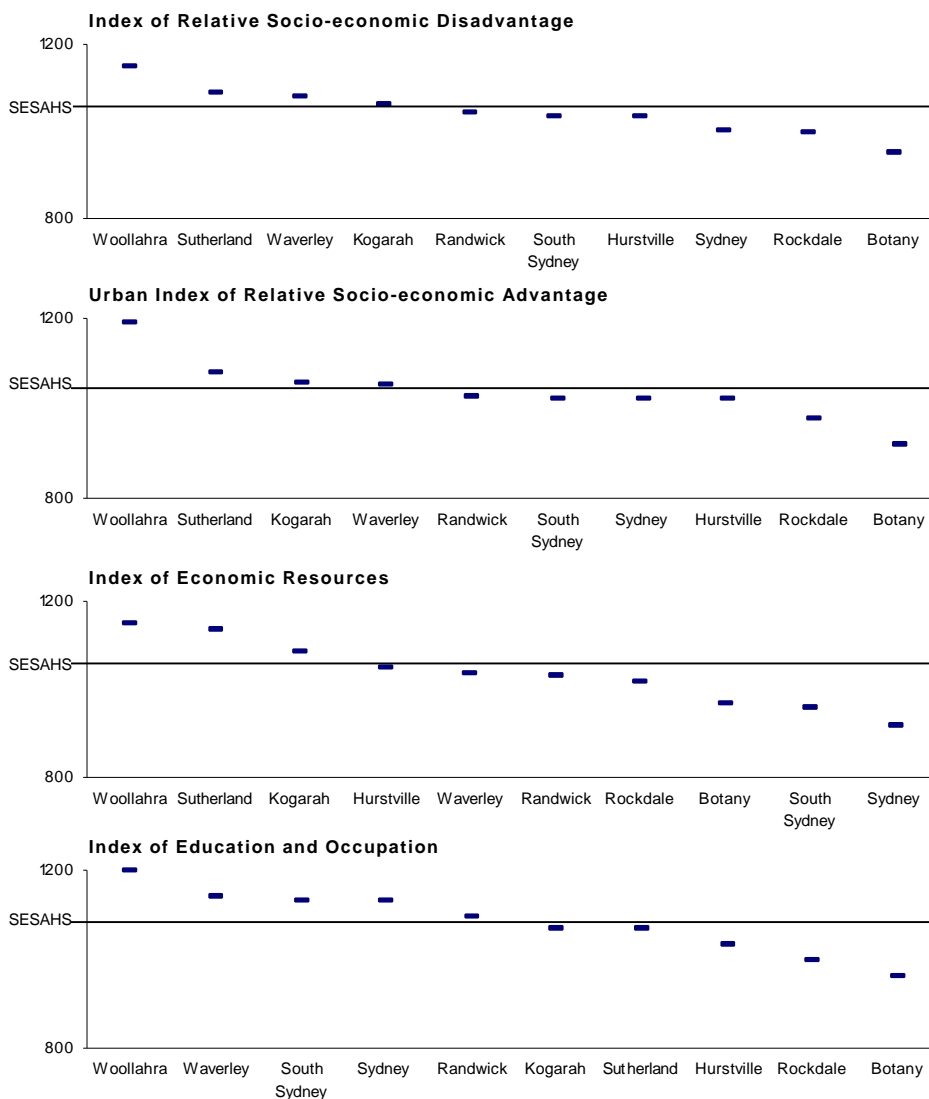 Index of Relative Socio-economic Disadvantage
1200
SESAHS
800
Woollahra Sutherland Waverley Kogarah Randwick South Hurstville Sydney Rockdale Botany
Sydney
Urban Index of Relative Socio-economic Advantage
1200
SESAHS
800
Woollahra Sutherland Kogarah Waverley Randwick South Sydney Hurstville Rockdale Botany
Sydney
Index of Economic Resources
1200
SESAHS
800
Woollahra Sutherland Kogarah Hurstville Waverley Randwick Rockdale Botany South Sydney
Sydney
Index of Education and Occupation
1200
SESAHS
800
Woollahra Waverley South Sydney Randwick Kogarah Sutherland Hurstville Rockdale Botany
Sydney